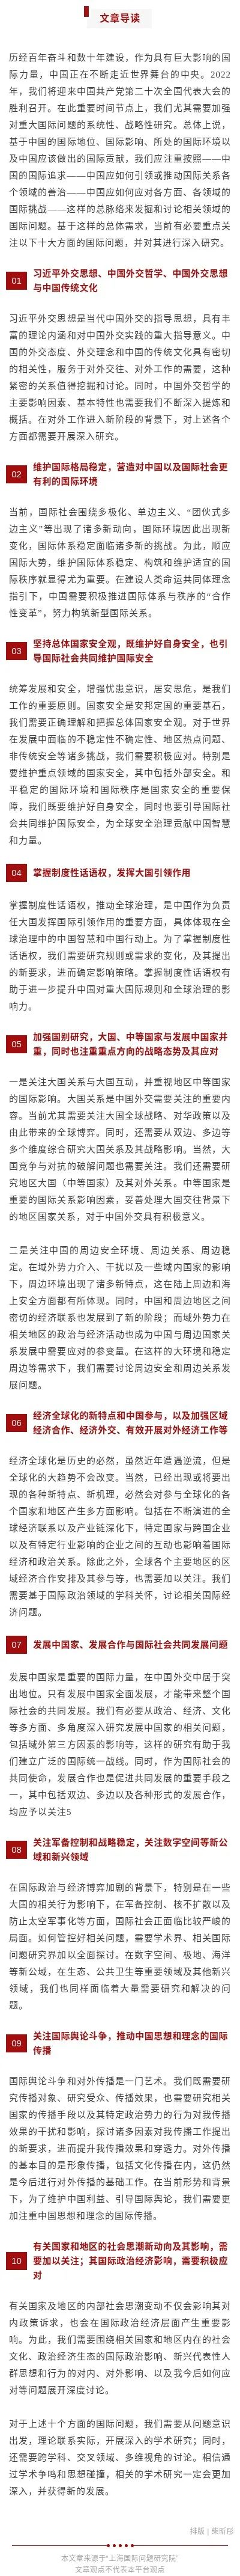 文章导读
历经百年奋斗和数十年建设，作为具有巨大影响的国
际力量，中国正在不断走近世界舞台的中央。2022
年，我们将迎来中国共产党第二十次全国代表大会的
胜利召开。在此重要时间节点上，我们尤其需要加强
对重大国际问题的系统性、战略性研究。总体上说，
基于中国的国际地位、国际影响、所处的国际环境以
及中国应该做出的国际贡献，我们应注重按照——中
国的国际追求——中国应如何引领或推动国际关系各
个领域的善治——中国应如何应对各方面、各领域的
国际挑战——这样的总脉络来发掘和讨论相关领域的
国际问题。基于这样的总体需求，当前有必要重点关
注以下十大方面的国际问题，并对其进行深入研究。
01
习近平外交思想、中国外交哲学、中国外交思想
与中国传统文化
习近平外交思想是当代中国外交的指导思想，具有丰
富的理论内涵和对中国外交实践的重大指导意义。中
国的外交态度、外交理念和中国的传统文化具有密切
的相关性，服务于对外交往、对外工作的需要，这种
紧密的关系值得挖掘和讨论。同时，中国外交哲学的
主要影响因素、基本特性也需要我们不断深入提炼和
概括。在对外工作进入新阶段的背景下，对上述各个
方面都需要开展深入研究。
02
维护国际格局稳定，营造对中国以及国际社会更
有利的国际环境
当前，国际社会围绕多极化、单边主义、“团伙式多
边主义”等出现了诸多新动向，国际环境因此出现新
变化，国际体系稳定面临诸多新的挑战。为此，顺应
国际大势，维护国际体系稳定、构筑和维护适宜的国
际秩序就显得尤为重要。在建设人类命运共同体理念
指引下，中国需要积极推进国际体系与秩序的“合作
性变革”，努力构筑新型国际关系。
03
坚持总体国家安全观，既维护好自身安全，也引
导国际社会共同维护国际安全
统筹发展和安全，增强忧患意识，居安思危，是我们
工作的重要原则。国家安全是安邦定国的重要基石，
我们需要正确理解和把握总体国家安全观。对于世界
在发展中面临的不稳定性不确定性、地区热点问题、
非传统安全等诸多挑战，我们需要积极应对。特别是
要维护重点领域的国家安全，其中包括外部安全。和
平稳定的国际环境和国际秩序是国家安全的重要保
障，我们既要维护好自身安全，同时也要引导国际社
会共同维护国际安全，为全球安全治理贡献中国智慧
和力量。
04
掌握制度性话语权，发挥大国引领作用
掌握制度性话语权，推动全球治理，是中国作为负责
任大国发挥国际引领作用的重要方面，具体体现在全
球治理中的中国智慧和中国行动上。为了掌握制度性
话语权，我们需要研究规则或需求的变化，及其提出
的新要求，进而确定影响策略。掌握制度性话语权有
助于进一步提升中国对重大国际规则和全球治理的影
响力。
05
加强国别研究，大国、中等国家与发展中国家并
重，同时也注重重点方向的战略态势及其应对
一是关注大国关系与大国互动，并重视地区中等国家
的国际影响。大国关系是中国外交需要关注的重要内
容。当前尤其需要关注大国全球战略、对华政策以及
由此带来的全球博弈。同时，还需要从双边、多边等
多个维度综合研究大国关系及其战略影响。当然，大
国竞争与对抗的破解问题也需要关注。我们还需要研
究地区大国（中等国家）及其对外关系。中等国家是
重要的国际关系影响因素，妥善处理大国交往背景下
的地区国家关系，对于中国外交具有积极意义。
二是关注中国的周边安全环境、周边关系、周边稳
定。在域外势力介入、干扰以及一些域内国家的影响
下，周边环境出现了诸多新特点，这在陆上周边和海
上安全方面都有所体现。同时，中国和周边地区之间
密切的经济联系也发展到了新的阶段；而域外势力在
相关地区的政治与经济活动也成为中国与周边国家关
系发展中需要应对的参变量。在这样的大环境和稳定
周边等需求下，我们需要讨论周边安全和周边关系发
展问题。
06
经济全球化的新特点和中国参与，以及加强区域
经济合作、经济外交、有效开展对外经济工作等
经济全球化是历史的必然，虽然近年遭遇逆流，但是
全球化的大趋势不会改变。当然，已经出现或将要出
现的各种新特点、新机理，必然会对参与全球化的各
个国家和地区产生多方面影响。包括在不断演进的全
球经济联系以及产业链深化下，特定国家与跨国企业
以及有特定行业影响的企业之间的互动也影响着国际
经济和政治关系。除此之外，全球各个主要地区的区
域经济合作安排及其参与等，也需要加以关注。我们
需要基于国际政治领域的学科关怀，讨论相关国际经
济问题。
07
发展中国家、发展合作与国际社会共同发展问题
发展中国家是重要的国际力量，在中国外交中居于突
出地位。只有发展中国家全面发展，才能带来整个国
际社会的共同发展。我们有必要从政治、经济、文化
等多方面、多角度深入研究发展中国家的相关问题，
包括域外第三方因素的影响等，这样的研究有助于我
们建立广泛的国际统一战线。同时，作为国际社会的
共同使命，发展合作也是促进共同发展的重要手段之
一，其中包括双边、多边以及各种形式的发展合作，
均应予以关注5
08
关注军备控制和战略稳定，关注数字空间等新公
域和新兴领域
在国际政治与经济博弈加剧的背景下，特别是在一些
大国的相关行为影响下，在军备控制、核不扩散以及
防止太空军事化等方面，国际社会正面临比较严峻的
局面。如何管控好相关问题，需要学术界、相关国际
问题研究界加以全面探讨。在数字空间、极地、海洋
等新公域，在生态、公共卫生等重要领域及其他新兴
领域，我们也同样面临着大量需要研究和解决的问
题。
09
关注国际舆论斗争，推动中国思想和理念的国际
传播
国际舆论斗争和对外传播是一门艺术。我们既需要研
究传播对象、研究受众、传播效果，也需要研究相关
国家的传播手段以及其特定政治势力的行为对我传播
效果的干扰和影响，探讨诸多因素对我传播工作提出
的新要求，进而提升我传播效果和穿透力。对外传播
的基本目的是形象传播，包括文化传播在内，这仍然
是今后进行对外传播的基础工作。在当前形势和背景
下，为了维护中国利益、引导国际舆论，我们需要更
加注重中国思想和理念的国际传播。
10
有关国家和地区的社会思潮新动向及其影响，需
要加以关注；其国际政治经济影响，需要积极应
对
有关国家及地区的内部社会思潮变动不仅会影响其对
内政策诉求，也会在国际政治经济层面产生重要影
响。为此，我们需要围绕相关国家和地区内在的社会
文化、政治经济生态的国际政治影响、新兴代表性人
群思想和行为的对内、对外影响、以及我今后如何应
对等问题展开深度讨论。
对于上述十个方面的国际问题，我们需要从问题意识
出发，理论联系实际，开展深入的学术研究；同时，
还需要跨学科、交叉领域、多维视角的讨论。相信通
过学术争鸣和思想碰撞，相关的学术研究一定会更加
深入，并获得新的发展。
排版 | 柴昕彤
本文章来源于“上海国际问题研究院”
文章观点不代表本平台观点